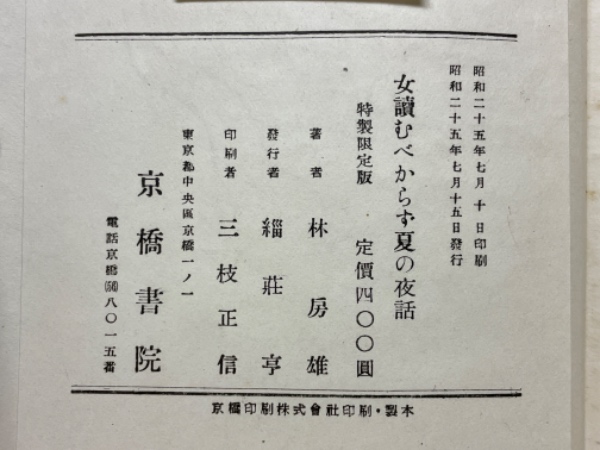 昭和二十五年七月十日印刷
昭和二十五年七月十五日發行
女讀むべからず夏の夜話
特製限定版 定價四〇〇圓
著者 林房雄
發行者 緇莊亨
印刷者 三枝正信
東京都中央區京橋一ノ一
京橋書院
電話京橋㊽八〇一五番
京橋印刷株式會社印刷・製本